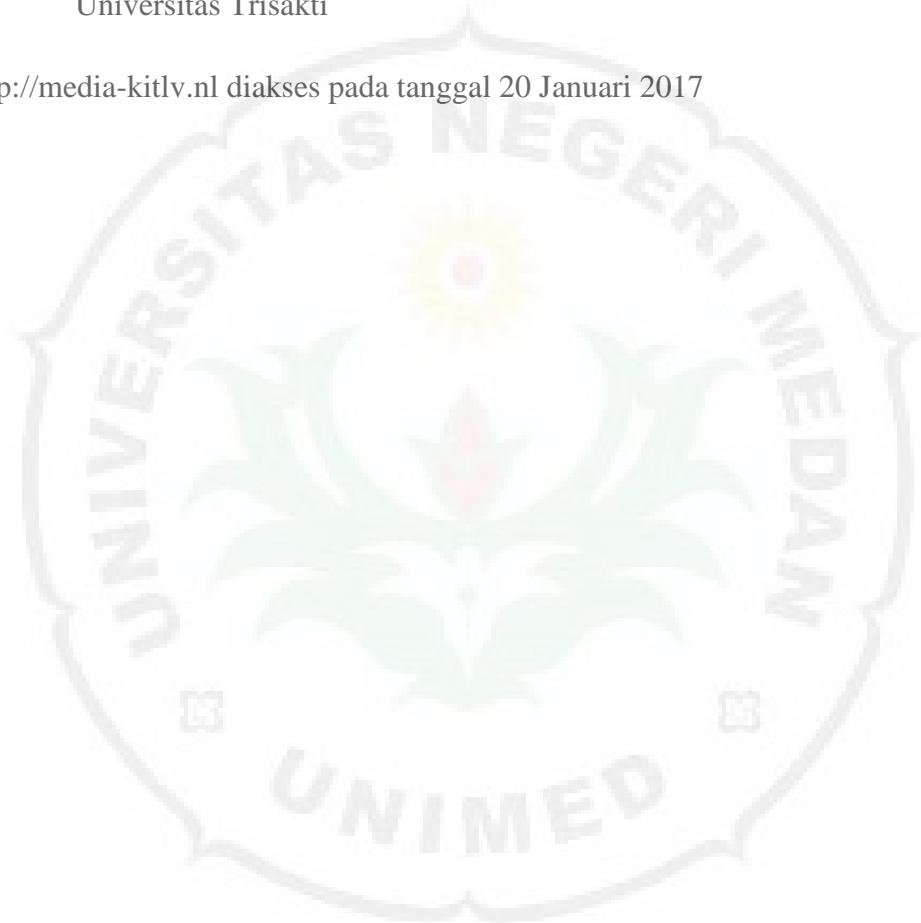 Universitas Trisakti
p://media-kitlv.nl diakses pada tanggal 20 Januari 2017
UNIVERSITAS NEGERI MEDAN
UNIMED